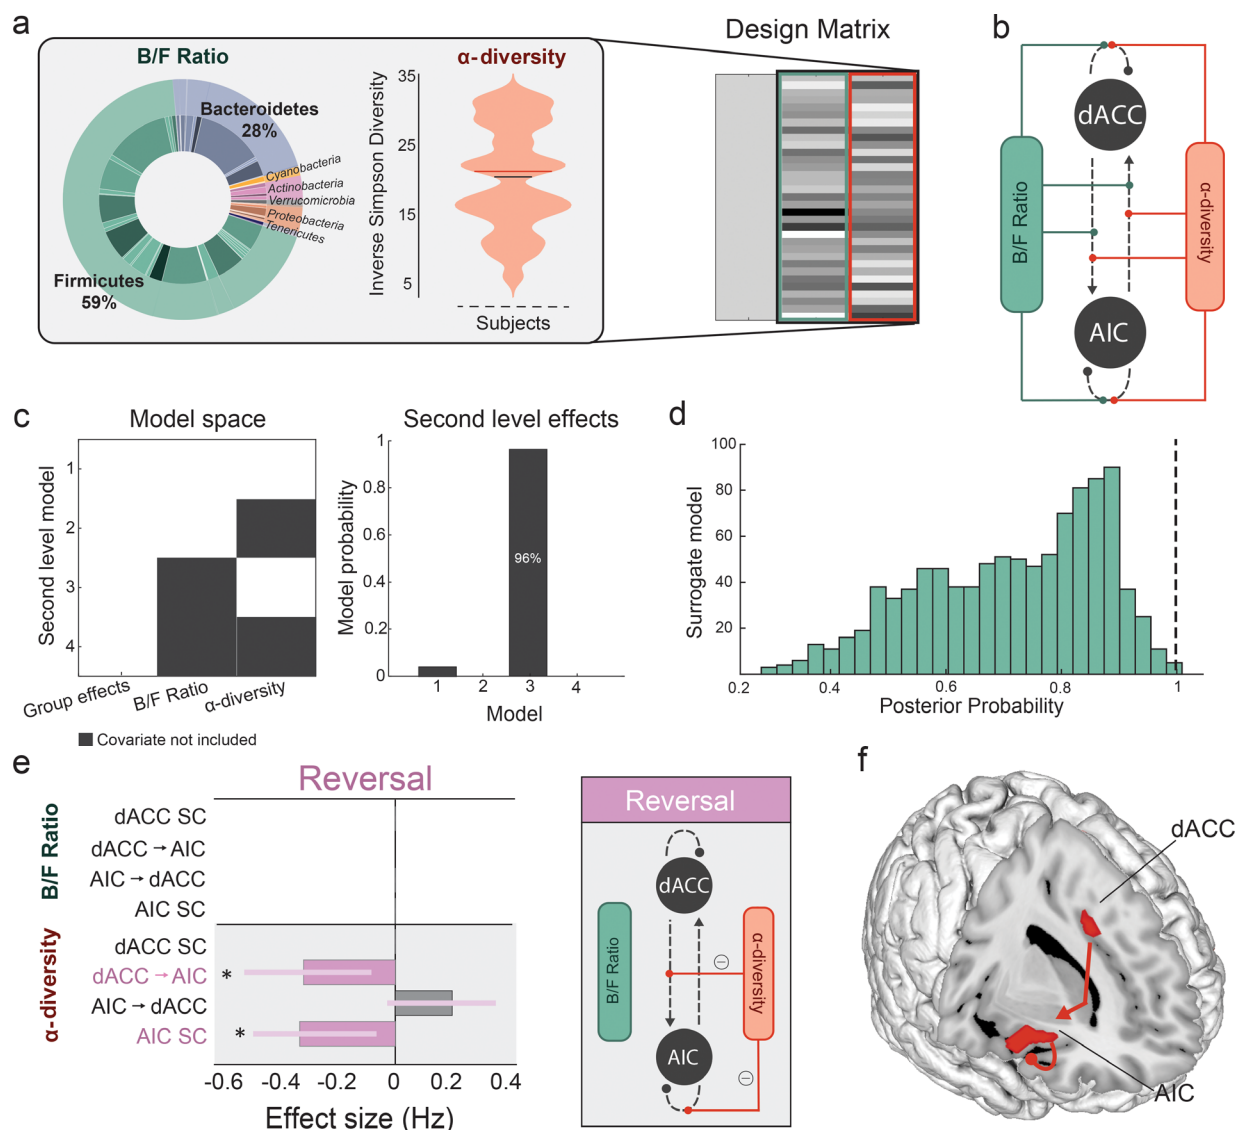 a
B/F Ratio
Bacteroidetes
28%
Cyanobacteria
Actinobacteria
Verrucomicrobia
Proteobacteria
Tenericutes
Firmicutes
59%
α-diversity
Inverse Simpson Diversity
35
25
15
5
Subjects
Design Matrix
b
dACC
AIC
B/F Ratio
α-diversity
c
Model space
Second level model
1
2
3
4
Group effects
B/F Ratio
α-diversity
Covariate not included
Second level effects
Model probability
1
0.8
0.6
0.4
0.2
0
96%
1 2 3 4
Model
d
Surrogate model
100
80
60
40
20
0.2 0.4 0.6 0.8 1
Posterior Probability
e
Reversal
B/F Ratio
dACC SC
dACC → AIC
AIC → dACC
AIC SC
α-diversity
dACC SC
dACC → AIC *
AIC → dACC
AIC SC *
-0.6 -0.4 -0.2 0 0.2 0.4
Effect size (Hz)
Reversal
dACC
B/F Ratio
α-diversity
AIC
f
dACC
AIC